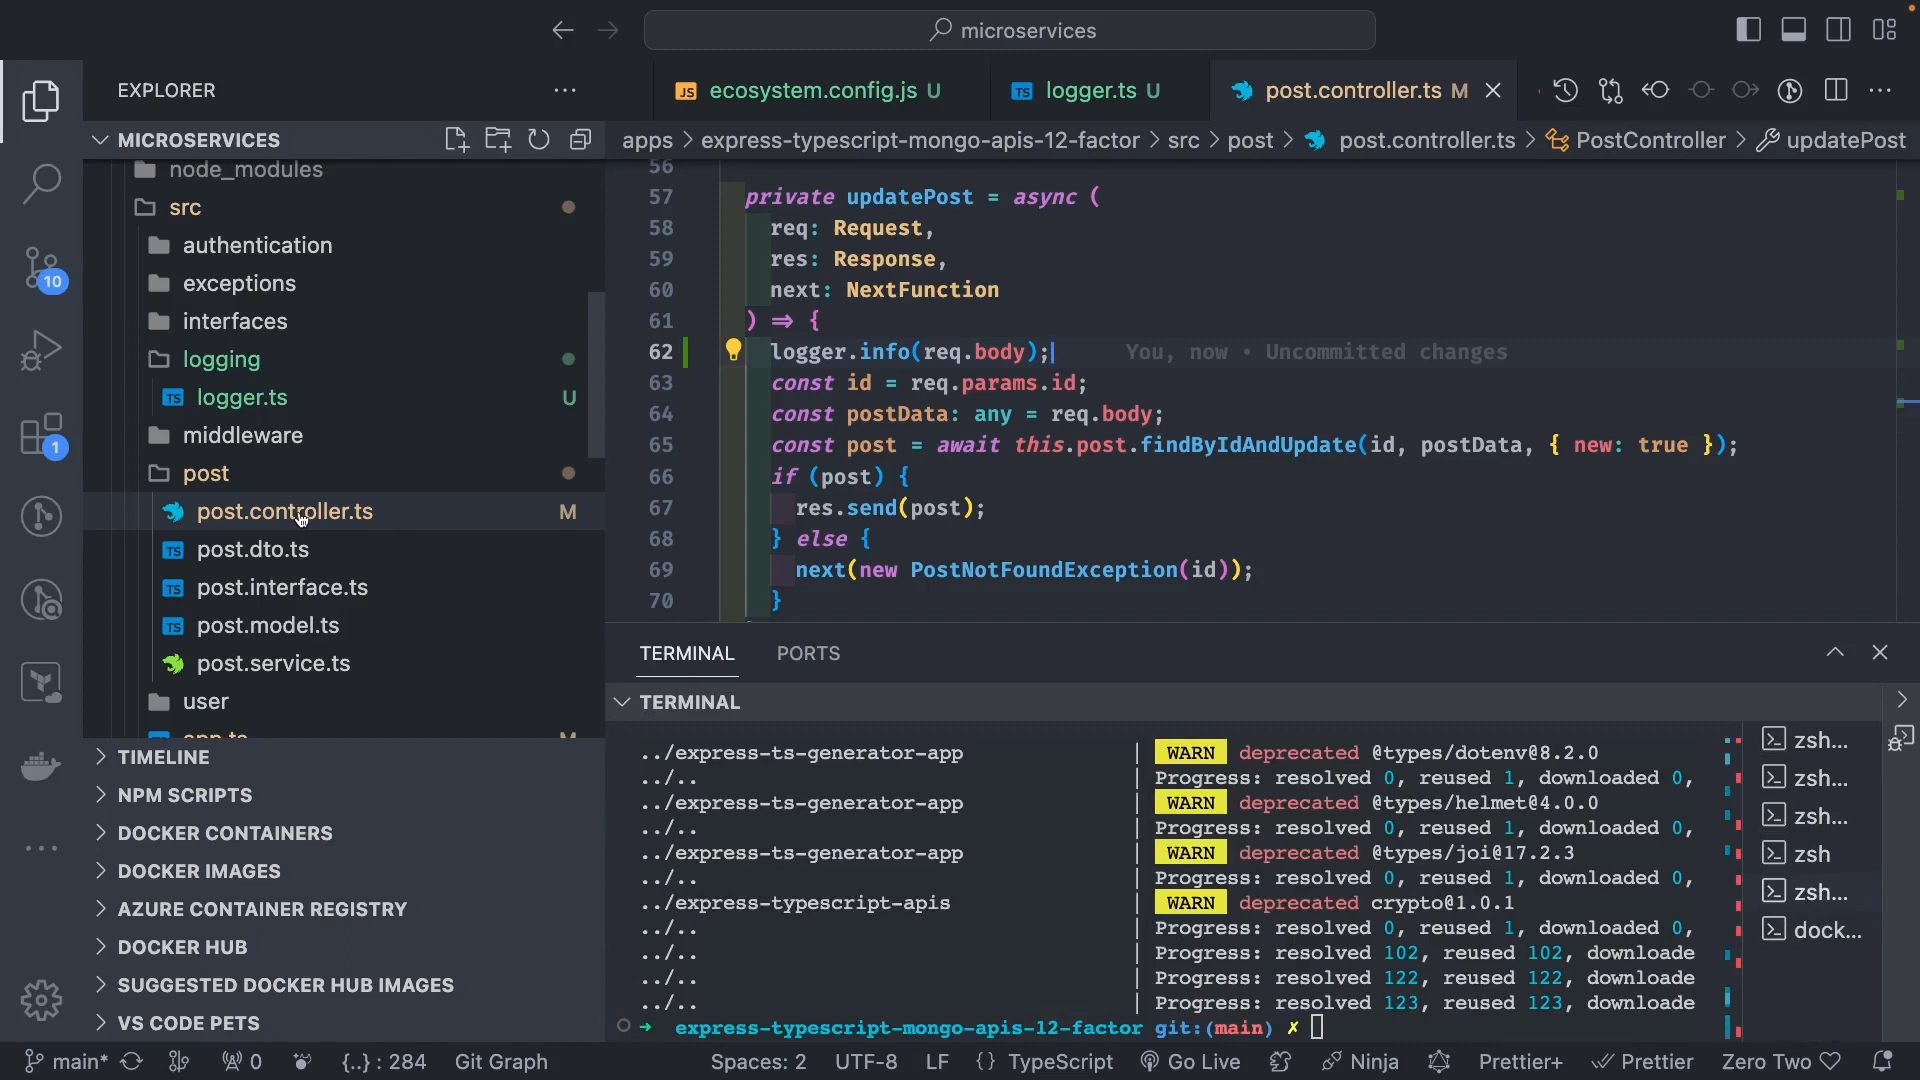 microservices
EXPLORER
JS ecosystem.config.js U
TS logger.ts U
post.controller.ts M
MICROSERVICES
apps > express-typescript-mongo-apis-12-factor > src > post > post.controller.ts > PostController > updatePost
node_modules
src
authentication
exceptions
interfaces
logging
TS logger.ts U
middleware
post
post.controller.ts M
TS post.dto.ts
TS post.interface.ts
TS post.model.ts
post.service.ts
user
app.ts M
10
1
56
57 private updatePost = async (
58 req: Request,
59 res: Response,
60 next: NextFunction
61 ) => {
62 logger.info(req.body); You, now • Uncommitted changes
63 const id = req.params.id;
64 const postData: any = req.body;
65 const post = await this.post.findByIdAndUpdate(id, postData, { new: true });
66 if (post) {
67 res.send(post);
68 } else {
69 next(new PostNotFoundException(id));
70 }
TIMELINE
NPM SCRIPTS
DOCKER CONTAINERS
DOCKER IMAGES
AZURE CONTAINER REGISTRY
DOCKER HUB
SUGGESTED DOCKER HUB IMAGES
VS CODE PETS
TERMINAL PORTS
TERMINAL
../express-ts-generator-app | WARN deprecated @types/dotenv@8.2.0
../.. | Progress: resolved 0, reused 1, downloaded 0,
../express-ts-generator-app | WARN deprecated @types/helmet@4.0.0
../.. | Progress: resolved 0, reused 1, downloaded 0,
../express-ts-generator-app | WARN deprecated @types/joi@17.2.3
../.. | Progress: resolved 0, reused 1, downloaded 0,
../express-typescript-apis | WARN deprecated crypto@1.0.1
../.. | Progress: resolved 0, reused 1, downloaded 0,
../.. | Progress: resolved 102, reused 102, downloade
../.. | Progress: resolved 122, reused 122, downloade
../.. | Progress: resolved 123, reused 123, downloade
→ express-typescript-mongo-apis-12-factor git:(main) ✗
zsh...
zsh...
zsh...
zsh
zsh...
dock...
main* 0 {..} : 284 Git Graph Spaces: 2 UTF-8 LF {} TypeScript Go Live Ninja Prettier+ Prettier Zero Two